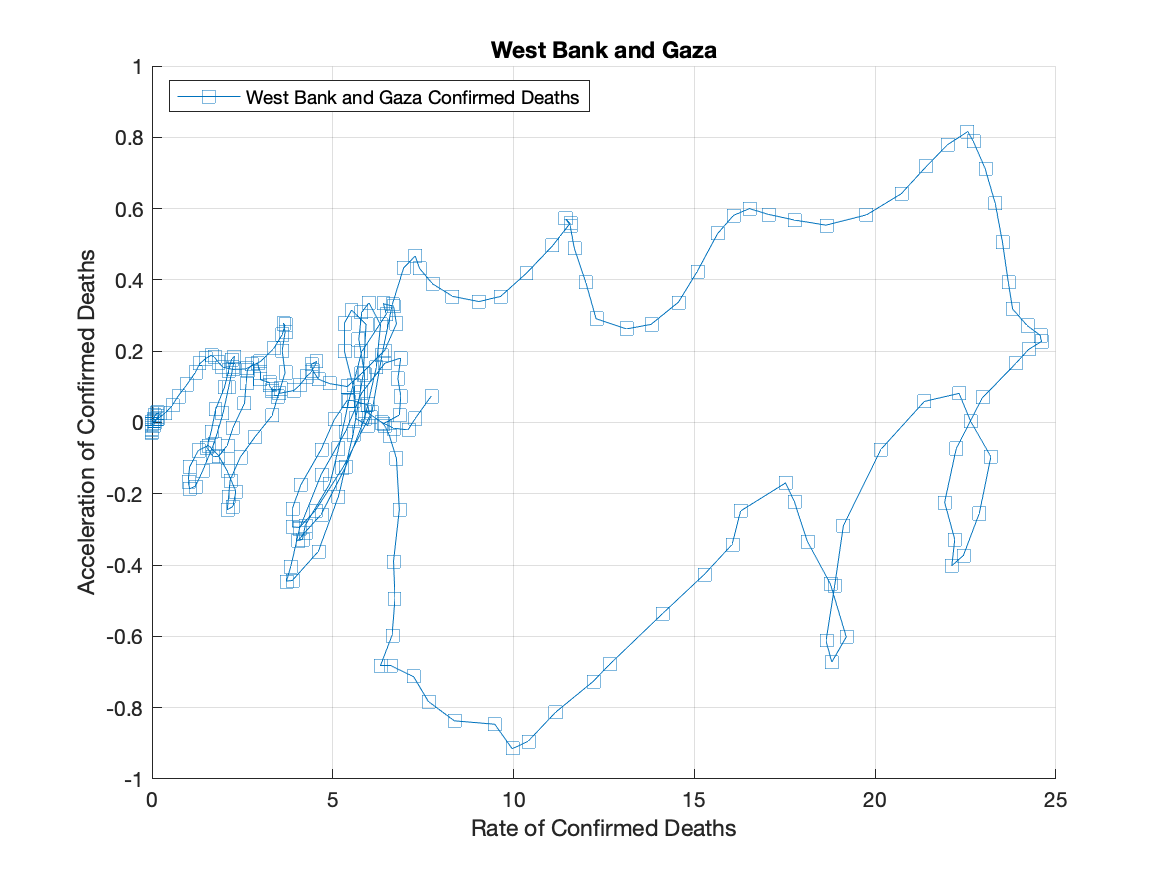 West Bank and Gaza
West Bank and Gaza Confirmed Deaths
1
0.8
0.6
0.4
0.2
0
-0.2
-0.4
-0.6
-0.8
-1
Acceleration of Confirmed Deaths
0 5 10 15 20 25
Rate of Confirmed Deaths